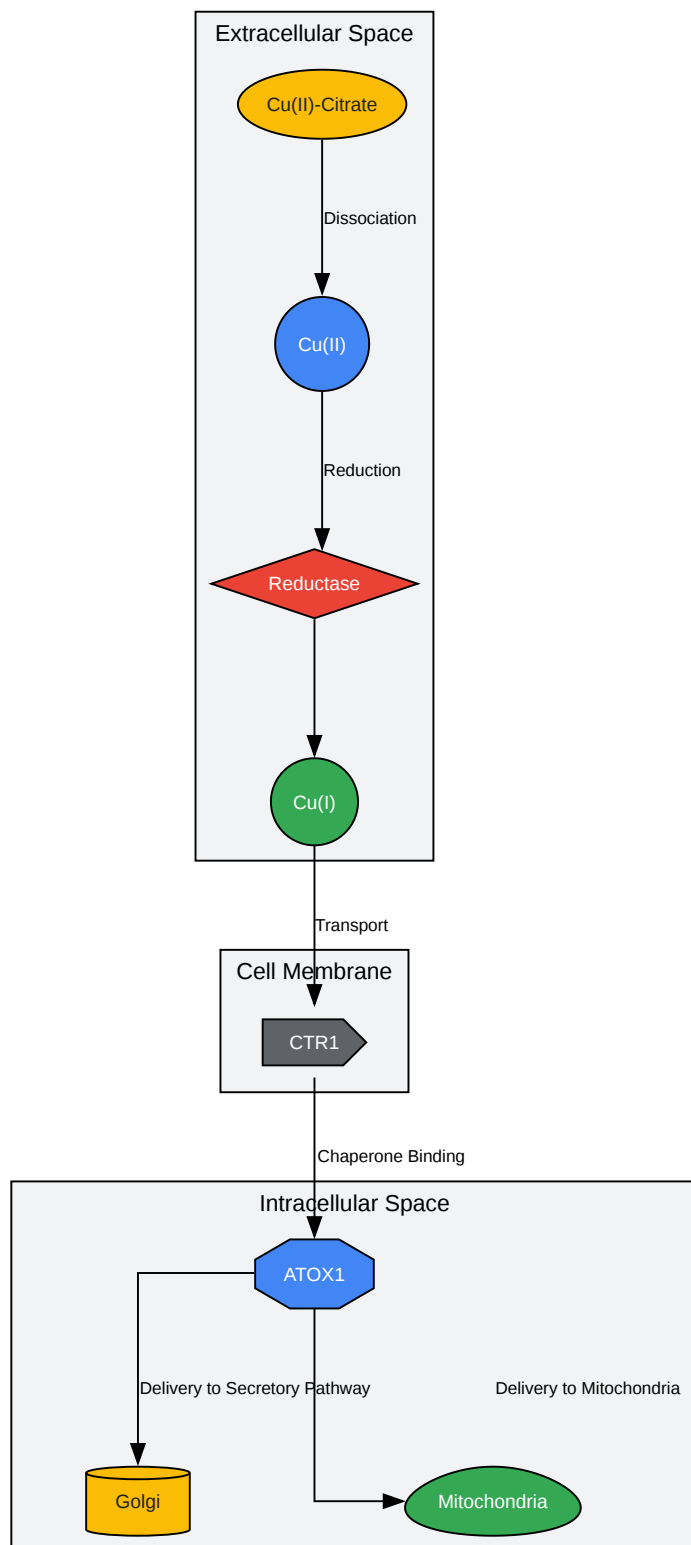 Extracellular Space
Cu(II)-Citrate
Dissociation
Cu(II)
Reduction
Reductase
Cu(I)
Transport
Cell Membrane
CTR1
Chaperone Binding
Intracellular Space
ATOX1
Delivery to Secretory Pathway
Delivery to Mitochondria
Golgi
Mitochondria